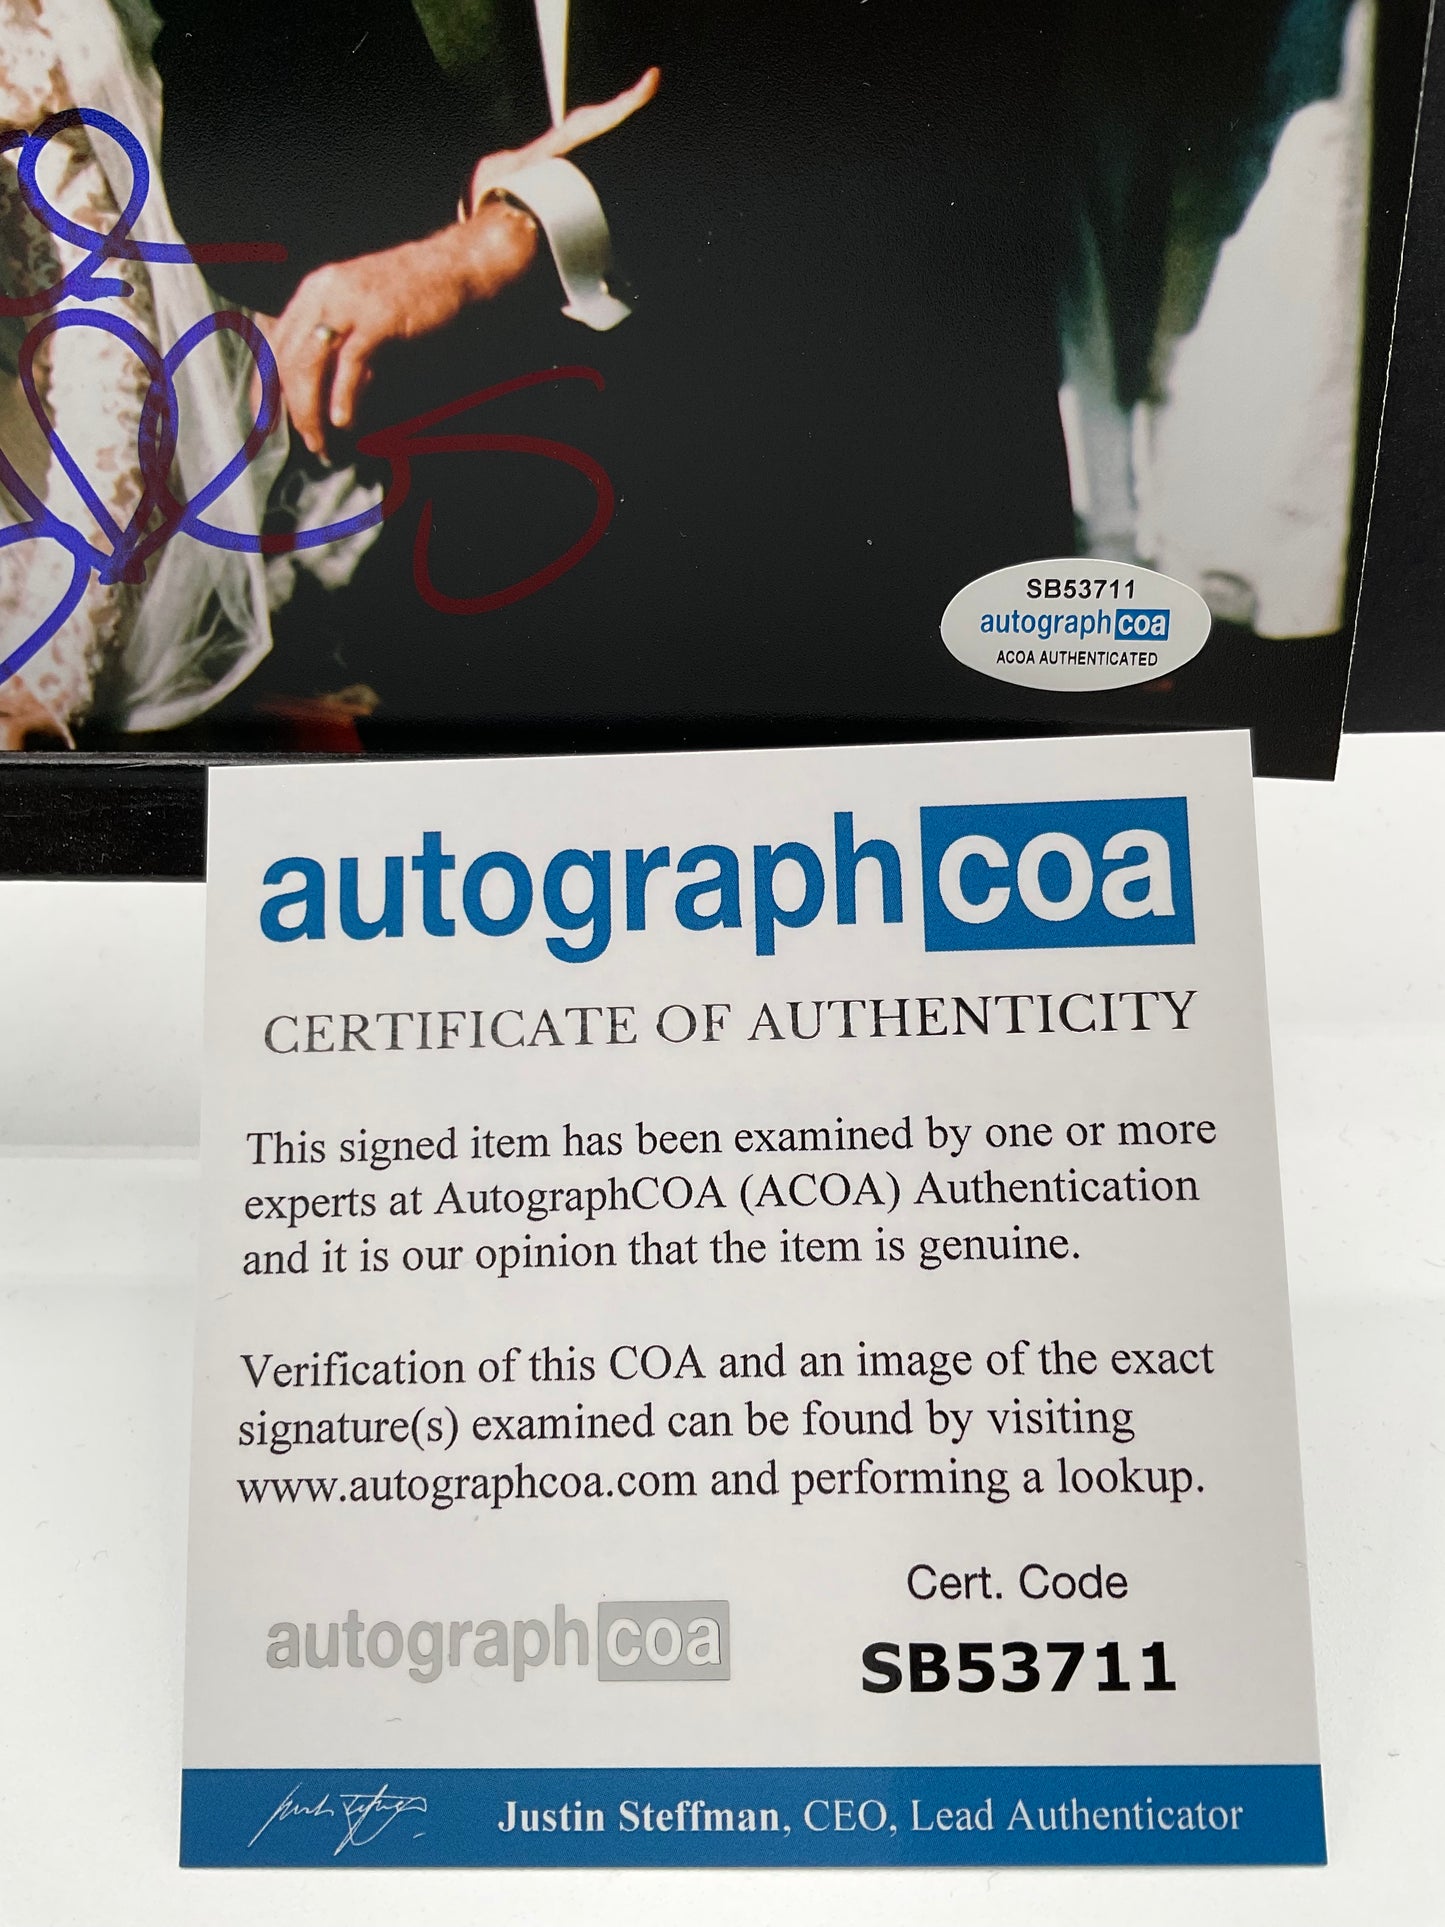 SB53711
autographcoa
ACOA AUTHENTICATED
autographcoa
CERTIFICATE OF AUTHENTICITY
This signed item has been examined by one or more
experts at AutographCOA (ACOA) Authentication
and it is our opinion that the item is genuine.
Verification of this COA and an image of the exact
signature(s) examined can be found by visiting
www.autographcoa.com and performing a lookup.
Cert. Code
autographcoa
SB53711
Justin Steffman, CEO, Lead Authenticator